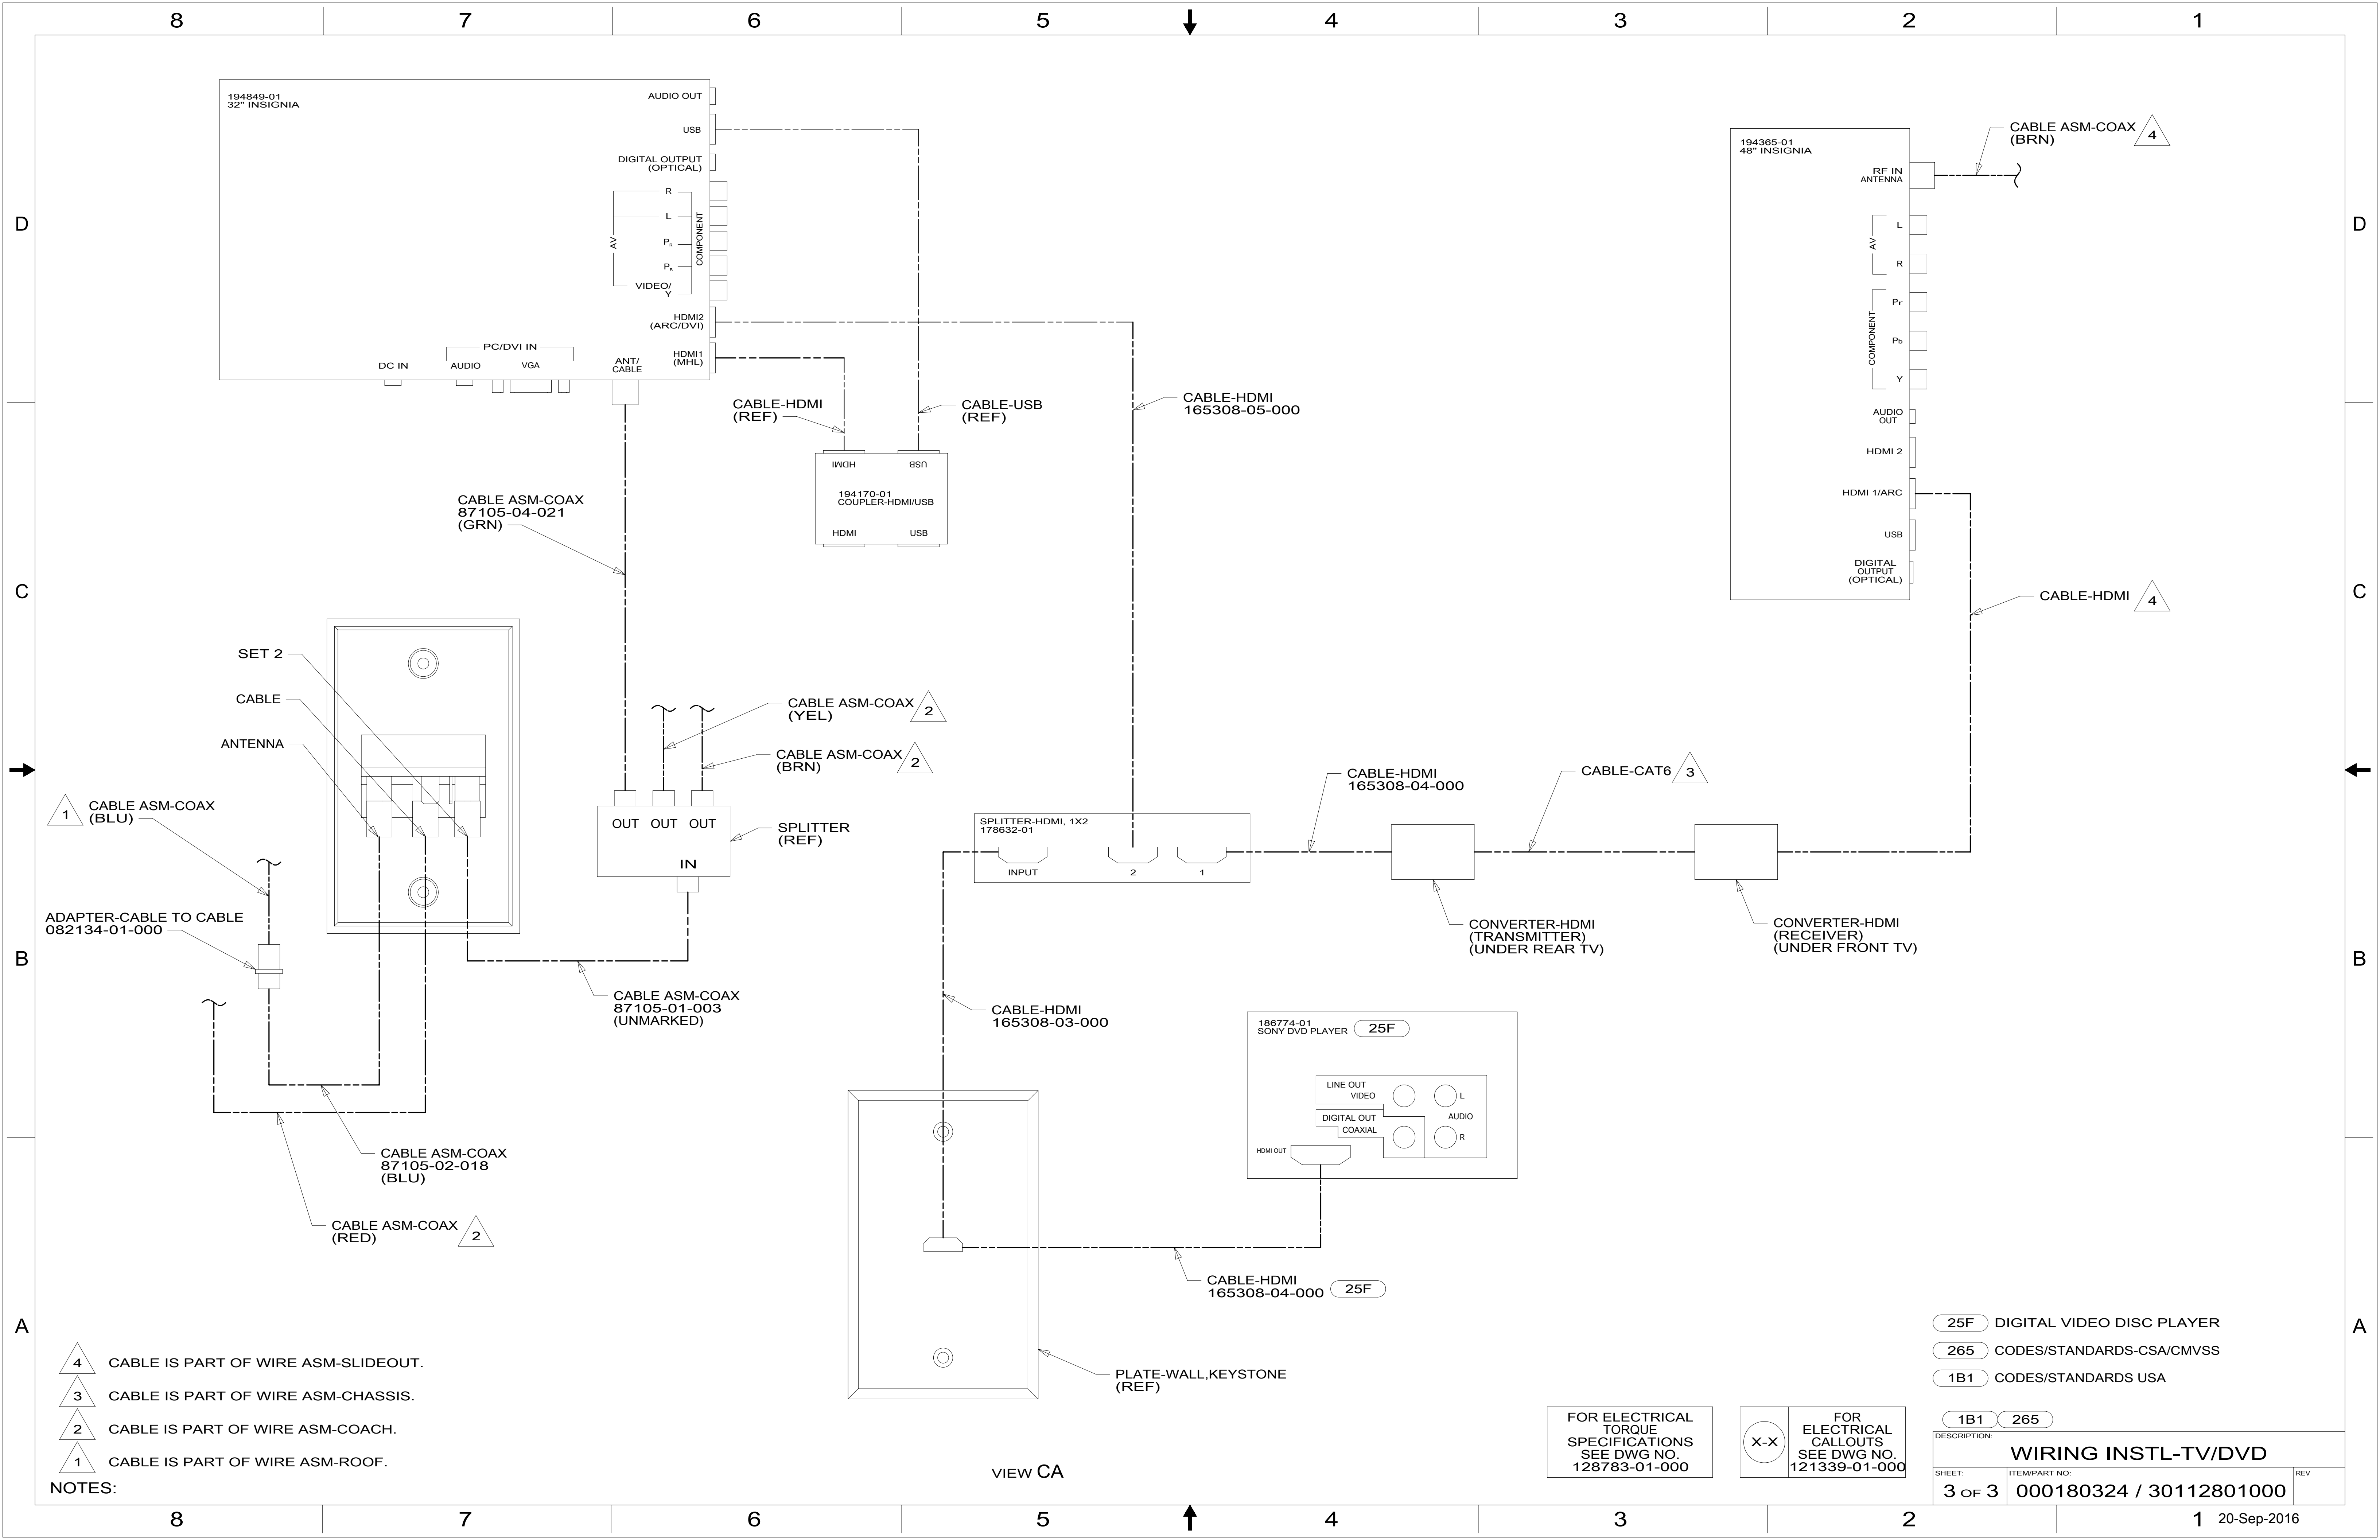 8 7 6 5 4 3 2 1
D
C
B
A
D
C
B
A
194849-01
32" INSIGNIA
AUDIO OUT
USB
DIGITAL OUTPUT
(OPTICAL)
R
L
PR
PB
VIDEO/
Y
AV
COMPONENT
HDMI2
(ARC/DVI)
HDMI1
(MHL)
PC/DVI IN
DC IN
AUDIO
VGA
ANT/
CABLE
CABLE-HDMI
(REF)
CABLE-USB
(REF)
CABLE-HDMI
165308-05-000
HDMI
USB
194170-01
COUPLER-HDMI/USB
HDMI
USB
CABLE ASM-COAX
87105-04-021
(GRN)
194365-01
48" INSIGNIA
RF IN
ANTENNA
L
AV
R
Pr
COMPONENT
Pb
Y
AUDIO
OUT
HDMI 2
HDMI 1/ARC
USB
DIGITAL
OUTPUT
(OPTICAL)
CABLE ASM-COAX
(BRN)
4
CABLE-HDMI
4
SET 2
CABLE
ANTENNA
1
CABLE ASM-COAX
(BLU)
ADAPTER-CABLE TO CABLE
082134-01-000
CABLE ASM-COAX
(YEL)
2
CABLE ASM-COAX
(BRN)
2
OUT OUT OUT
IN
SPLITTER
(REF)
CABLE ASM-COAX
87105-01-003
(UNMARKED)
CABLE ASM-COAX
87105-02-018
(BLU)
CABLE ASM-COAX
(RED)
2
SPLITTER-HDMI, 1X2
178632-01
INPUT
2
1
CABLE-HDMI
165308-04-000
CABLE-CAT6
3
CONVERTER-HDMI
(TRANSMITTER)
(UNDER REAR TV)
CONVERTER-HDMI
(RECEIVER)
(UNDER FRONT TV)
CABLE-HDMI
165308-03-000
186774-01
SONY DVD PLAYER
25F
LINE OUT
VIDEO
L
AUDIO
DIGITAL OUT
COAXIAL
R
HDMI OUT
CABLE-HDMI
165308-04-000
25F
PLATE-WALL,KEYSTONE
(REF)
4 CABLE IS PART OF WIRE ASM-SLIDEOUT.
3 CABLE IS PART OF WIRE ASM-CHASSIS.
2 CABLE IS PART OF WIRE ASM-COACH.
1 CABLE IS PART OF WIRE ASM-ROOF.
NOTES:
VIEW CA
25F DIGITAL VIDEO DISC PLAYER
265 CODES/STANDARDS-CSA/CMVSS
1B1 CODES/STANDARDS USA
FOR ELECTRICAL
TORQUE
SPECIFICATIONS
SEE DWG NO.
128783-01-000
X-X
FOR
ELECTRICAL
CALLOUTS
SEE DWG NO.
121339-01-000
1B1 265
DESCRIPTION:
WIRING INSTL-TV/DVD
SHEET:
3 OF 3
ITEM/PART NO:
000180324 / 30112801000
REV
8 7 6 5 4 3 2 1
20-Sep-2016